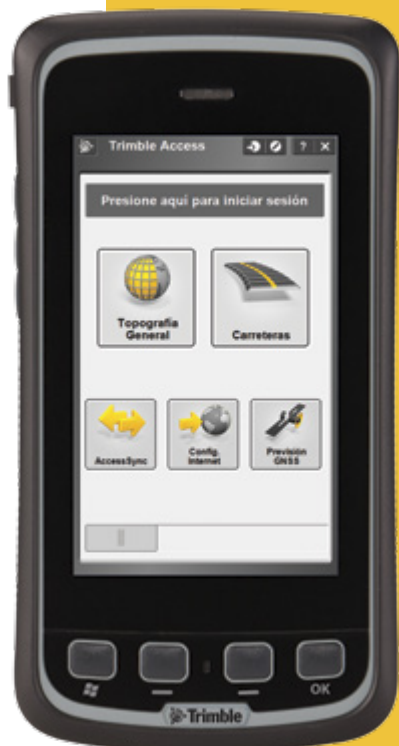 Trimble Access
? X
Presione aquí para iniciar sesión
Topografía
General
Carreteras
AccessSync
Config.
Internet
Previsión
GNSS
OK
Trimble